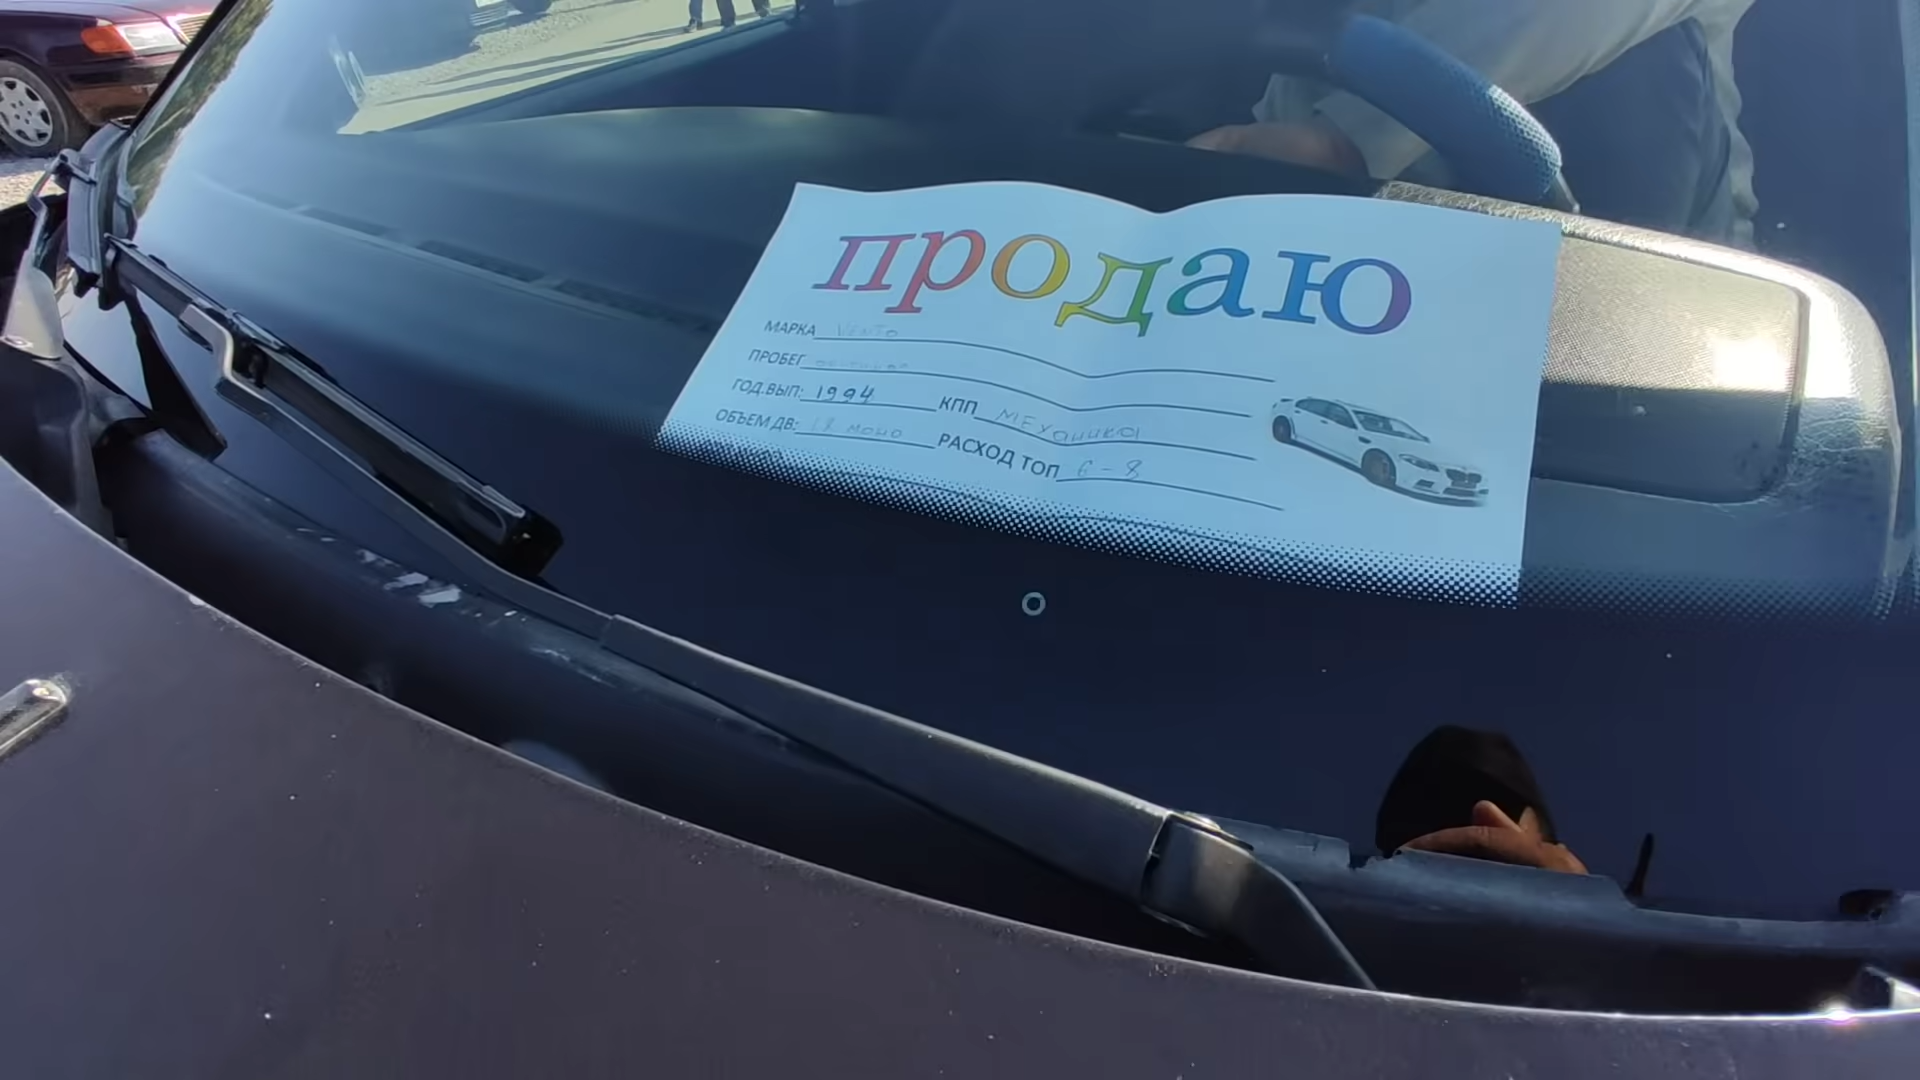 продаю
МАРКА VENTO
ПРОБЕГ
ГОД.ВЫП: 1994 КПП МЕХаника
ОБЪЕМ ДВ: 1.8 моно РАСХОД ТОП 6-8